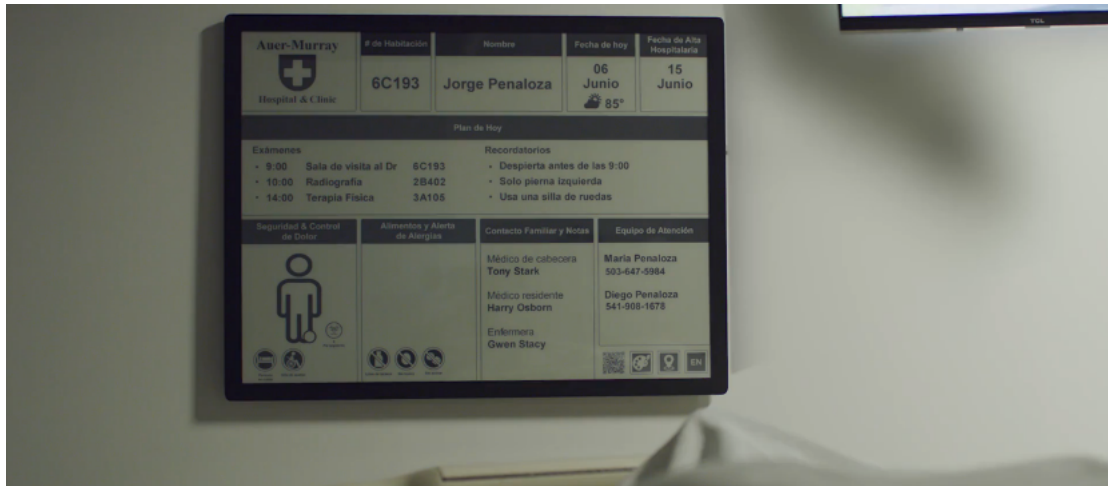 TCL
Auer-Murray
Hospital & Clinic
# de Habitación
6C193
Nombre
Jorge Penaloza
Fecha de hoy
06
Junio
85°
Fecha de Alta
Hospitalaria
15
Junio
Plan de Hoy
Exámenes
• 9:00 Sala de visita al Dr 6C193
• 10:00 Radiografia 2B402
• 14:00 Terapia Física 3A105
Recordatorios
• Despierta antes de las 9:00
• Solo pierna izquierda
• Usa una silla de ruedas
Seguridad & Control
de Dolor
Alimentos y Alerta
de Alergias
Contacto Familiar y Notas
Médico de cabecera
Tony Stark
Médico residente
Harry Osborn
Enfermera
Gwen Stacy
Equipo de Atención
Maria Penaloza
503-647-5984
Diego Penaloza
541-908-1678
EN